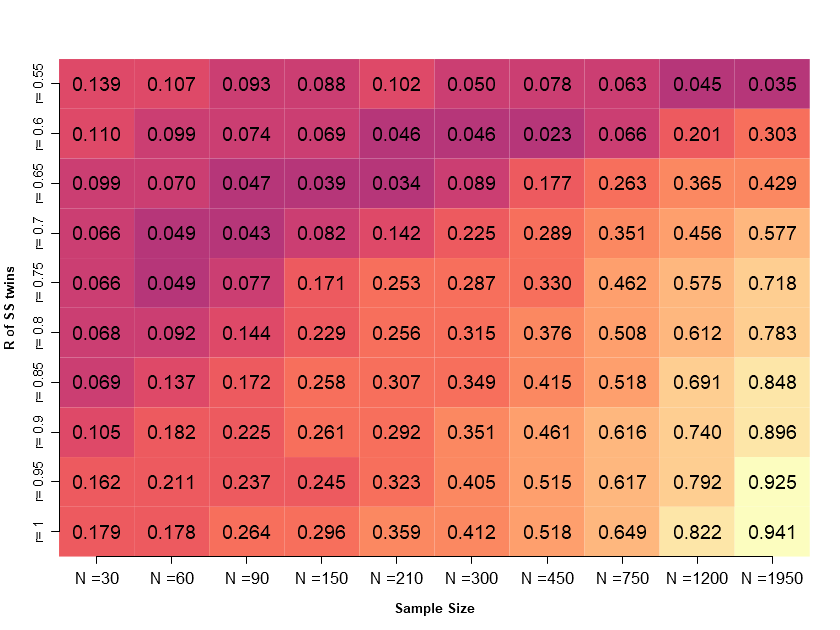 r= 0.55 0.139 0.107 0.093 0.088 0.102 0.050 0.078 0.063 0.045 0.035
r= 0.6 0.110 0.099 0.074 0.069 0.046 0.046 0.023 0.066 0.201 0.303
r= 0.65 0.099 0.070 0.047 0.039 0.034 0.089 0.177 0.263 0.365 0.429
r= 0.7 0.066 0.049 0.043 0.082 0.142 0.225 0.289 0.351 0.456 0.577
r= 0.75 0.066 0.049 0.077 0.171 0.253 0.287 0.330 0.462 0.575 0.718
r= 0.8 0.068 0.092 0.144 0.229 0.256 0.315 0.376 0.508 0.612 0.783
r= 0.85 0.069 0.137 0.172 0.258 0.307 0.349 0.415 0.518 0.691 0.848
r= 0.9 0.105 0.182 0.225 0.261 0.292 0.351 0.461 0.616 0.740 0.896
r= 0.95 0.162 0.211 0.237 0.245 0.323 0.405 0.515 0.617 0.792 0.925
r= 1 0.179 0.178 0.264 0.296 0.359 0.412 0.518 0.649 0.822 0.941
R of SS twins
N =30 N =60 N =90 N =150 N =210 N =300 N =450 N =750 N =1200 N =1950
Sample Size